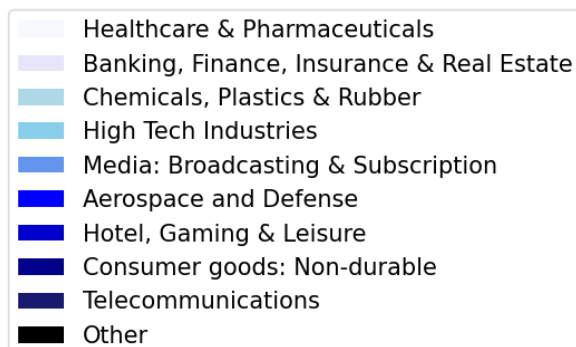 Healthcare & Pharmaceuticals
Banking, Finance, Insurance & Real Estate
Chemicals, Plastics & Rubber
High Tech Industries
Media: Broadcasting & Subscription
Aerospace and Defense
Hotel, Gaming & Leisure
Consumer goods: Non-durable
Telecommunications
Other